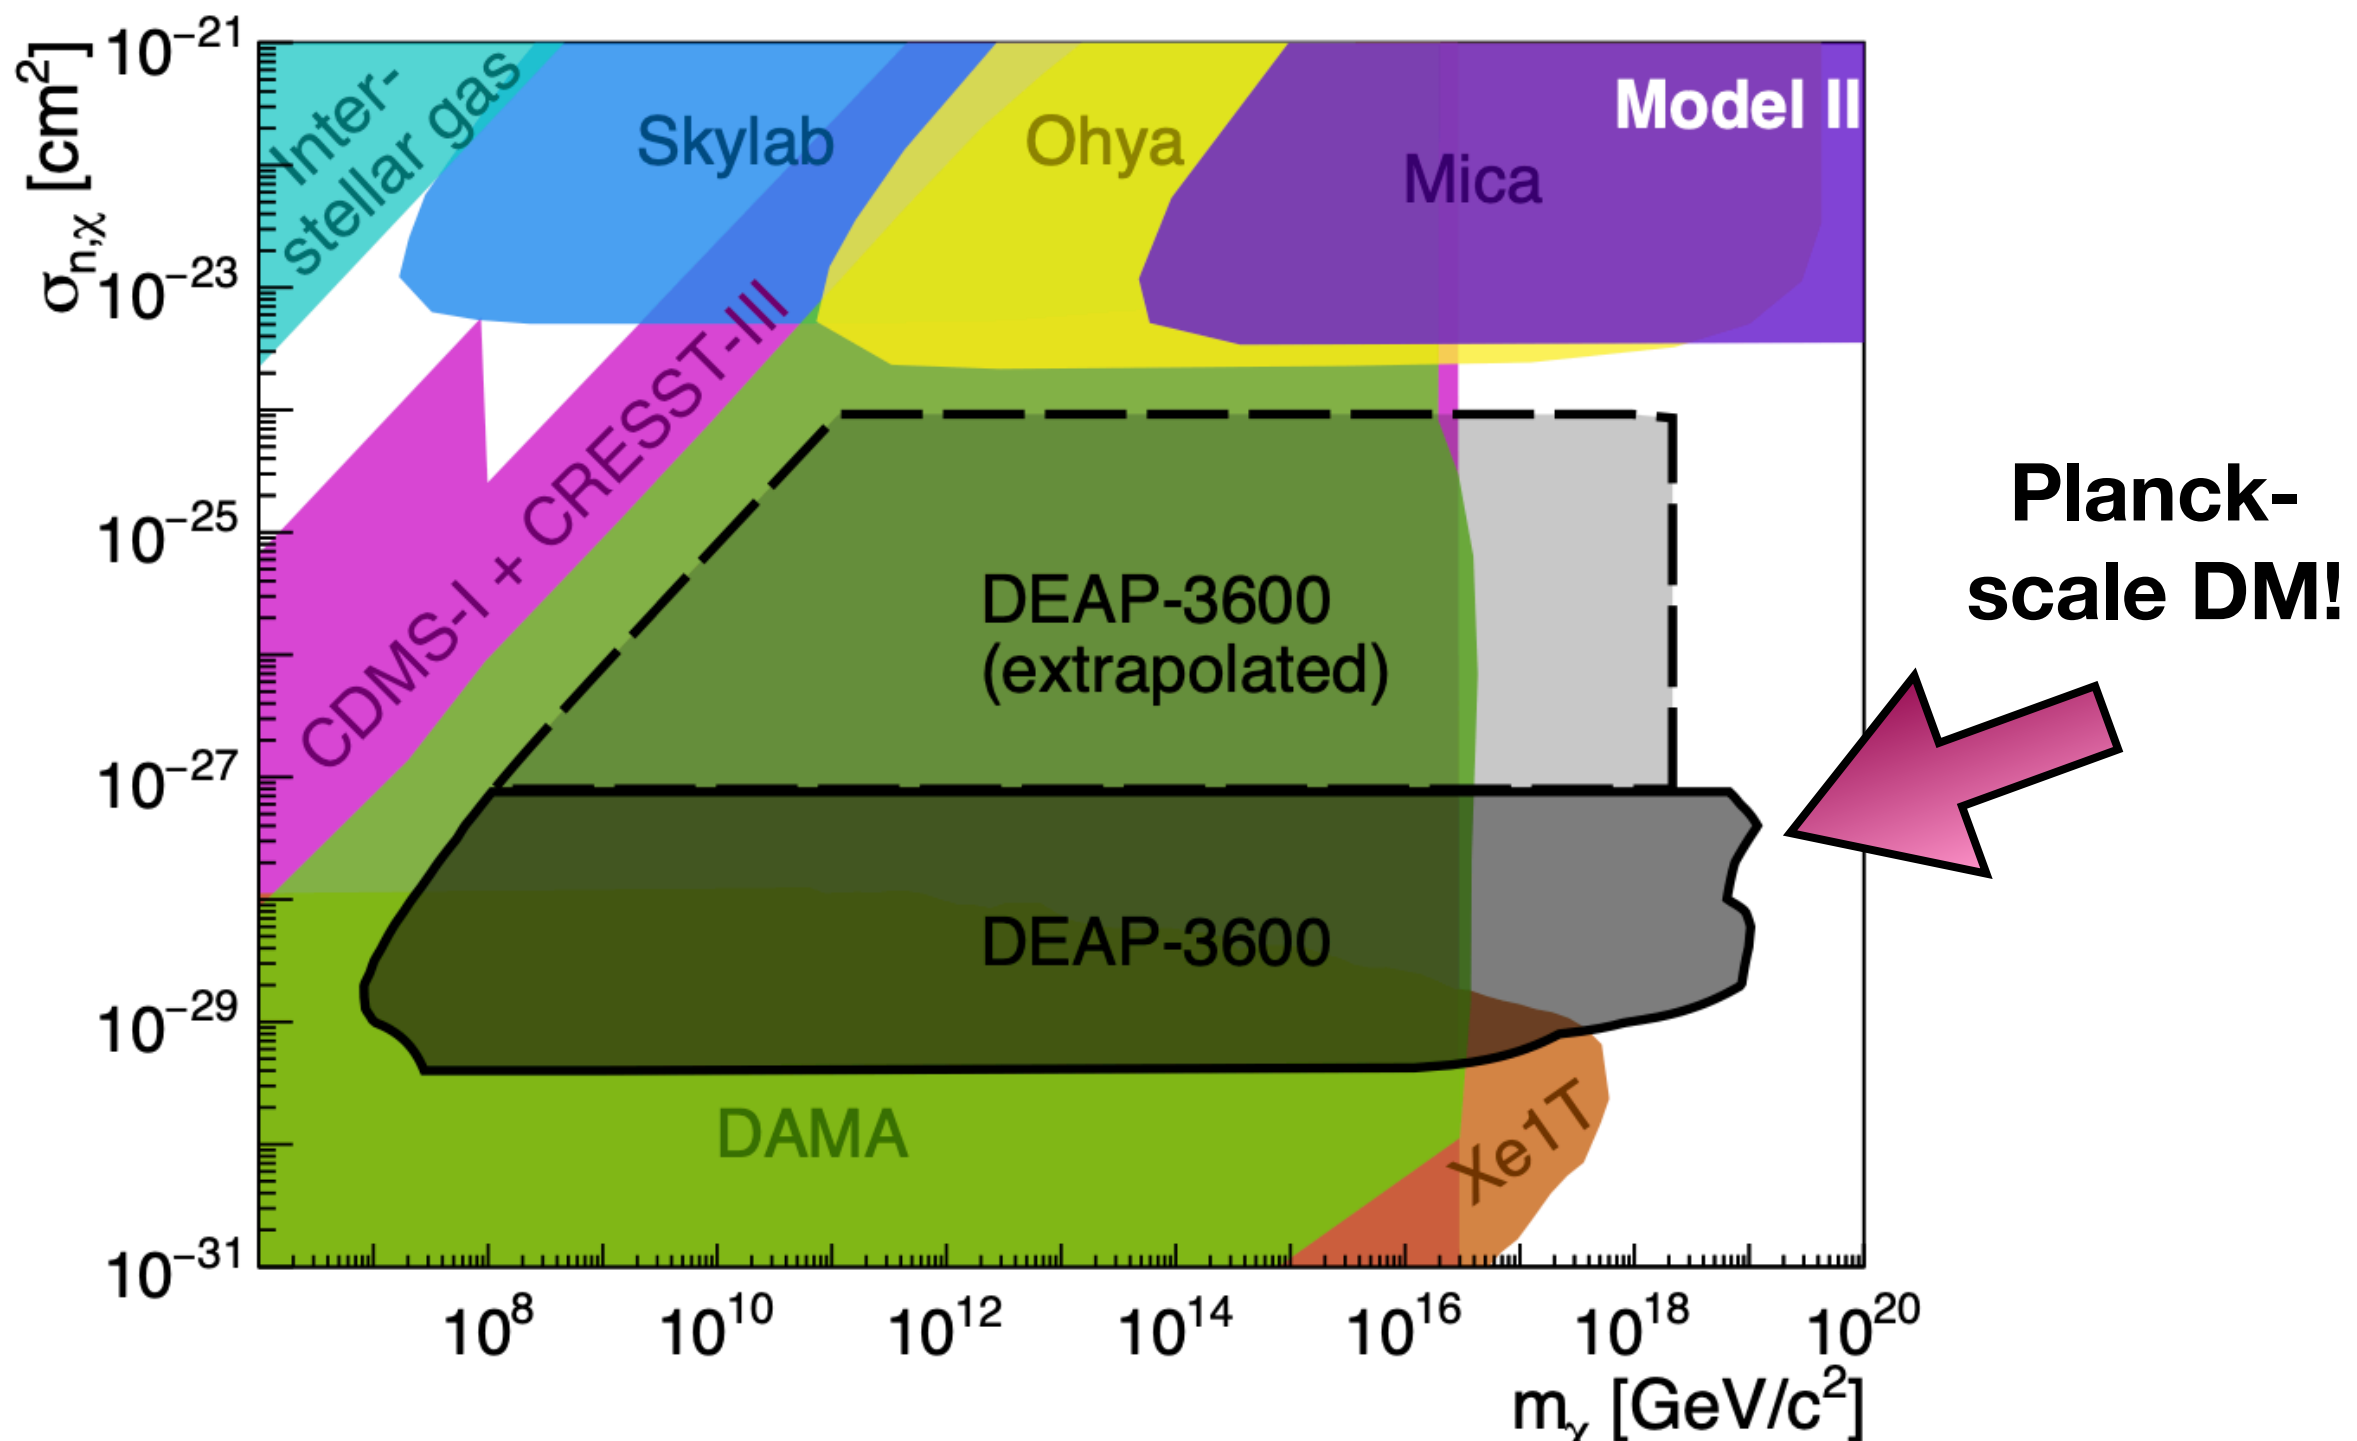 σn,χ [cm²]
10⁻²¹
10⁻²³
10⁻²⁵
10⁻²⁷
10⁻²⁹
10⁻³¹
Inter-
stellar gas
Skylab
Ohya
Mica
Model II
CDMS-I + CRESST-III
DEAP-3600
(extrapolated)
DEAP-3600
DAMA
Xe1T
Planck-
scale DM!
10⁸ 10¹⁰ 10¹² 10¹⁴ 10¹⁶ 10¹⁸ 10²⁰
mχ [GeV/c²]